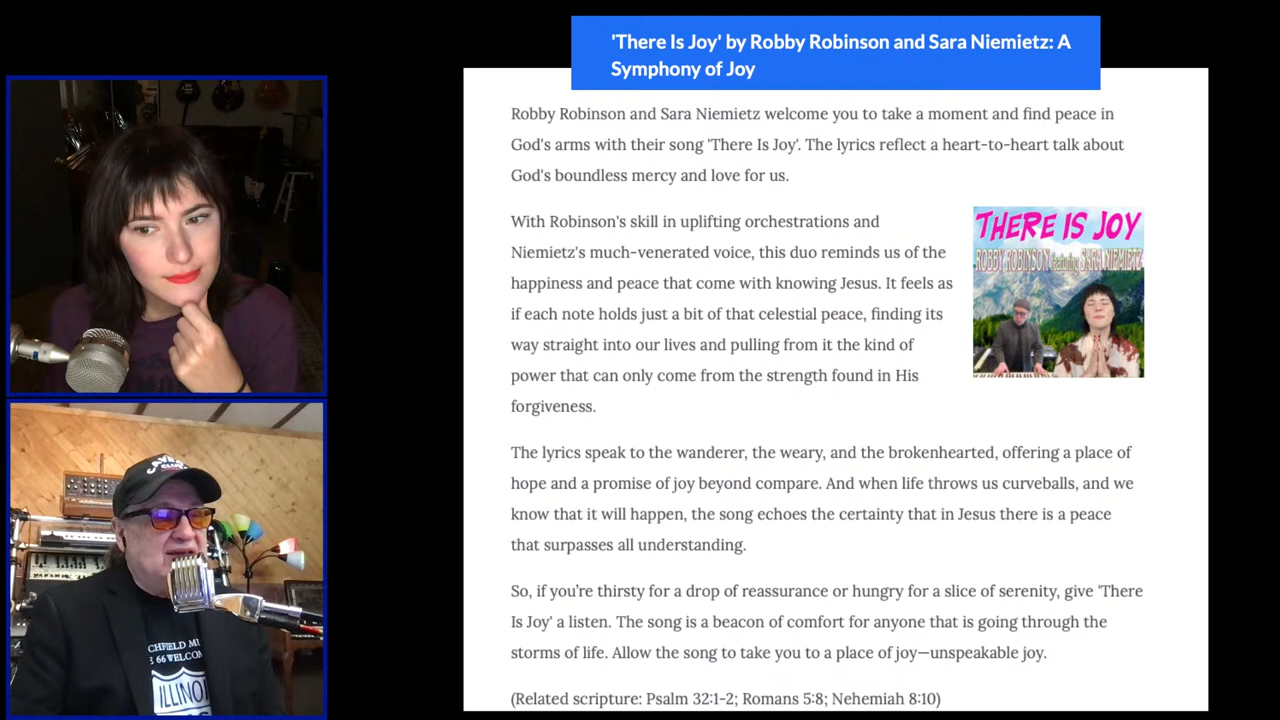 'There Is Joy' by Robby Robinson and Sara Niemietz: A
Symphony of Joy
Robby Robinson and Sara Niemietz welcome you to take a moment and find peace in
God's arms with their song 'There Is Joy'. The lyrics reflect a heart-to-heart talk about
God's boundless mercy and love for us.
With Robinson's skill in uplifting orchestrations and
Niemietz's much-venerated voice, this duo reminds us of the
happiness and peace that come with knowing Jesus. It feels as
if each note holds just a bit of that celestial peace, finding its
way straight into our lives and pulling from it the kind of
power that can only come from the strength found in His
forgiveness.
THERE IS JOY
ROBBY ROBINSON featuring SARA NIEMIETZ
The lyrics speak to the wanderer, the weary, and the brokenhearted, offering a place of
hope and a promise of joy beyond compare. And when life throws us curveballs, and we
know that it will happen, the song echoes the certainty that in Jesus there is a peace
that surpasses all understanding.
So, if you’re thirsty for a drop of reassurance or hungry for a slice of serenity, give 'There
Is Joy' a listen. The song is a beacon of comfort for anyone that is going through the
storms of life. Allow the song to take you to a place of joy—unspeakable joy.
(Related scripture: Psalm 32:1-2; Romans 5:8; Nehemiah 8:10)
CHFIELD MU
66 WELCOM
ILLINOI